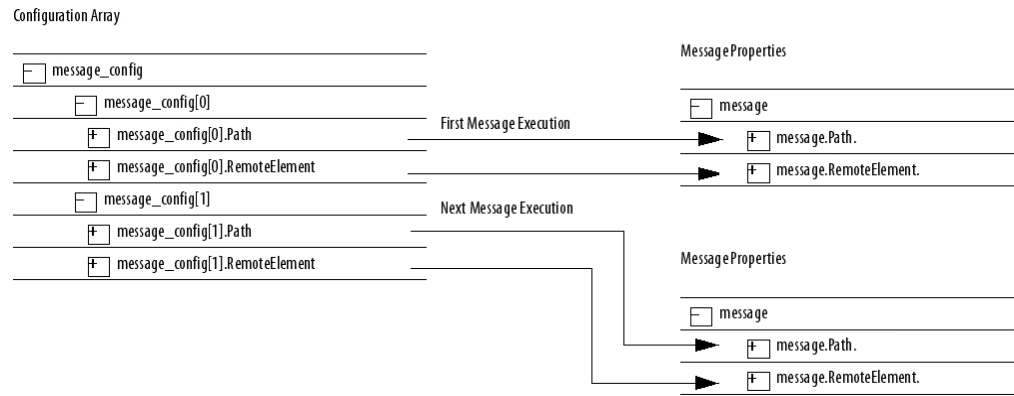 Configuration Array
message_config
message_config[0]
message_config[0].Path
message_config[0].RemoteElement
message_config[1]
message_config[1].Path
message_config[1].RemoteElement
First Message Execution
Next Message Execution
Message Properties
message
message.Path.
message.RemoteElement.
Message Properties
message
message.Path.
message.RemoteElement.